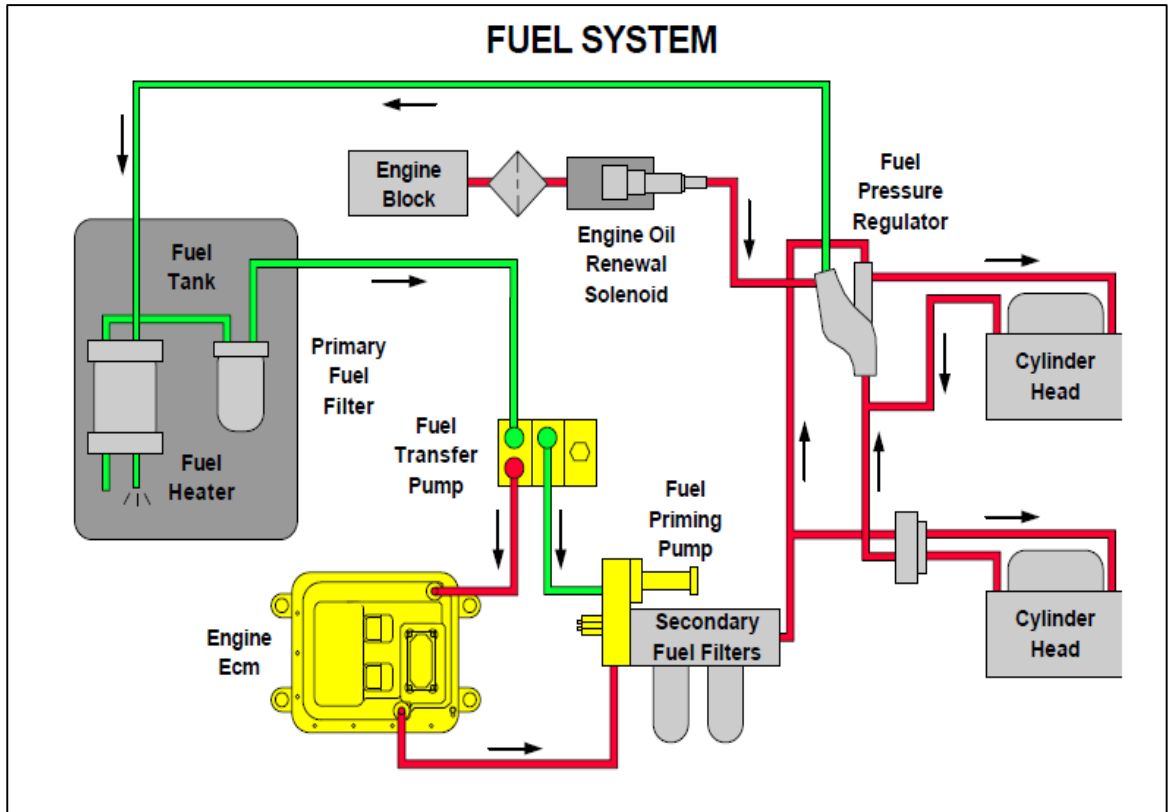 FUEL SYSTEM
Engine
Block
Engine Oil
Renewal
Solenoid
Fuel
Pressure
Regulator
Fuel
Tank
Primary
Fuel
Filter
Fuel
Heater
Fuel
Transfer
Pump
Fuel
Priming
Pump
Cylinder
Head
Engine
Ecm
Secondary
Fuel Filters
Cylinder
Head